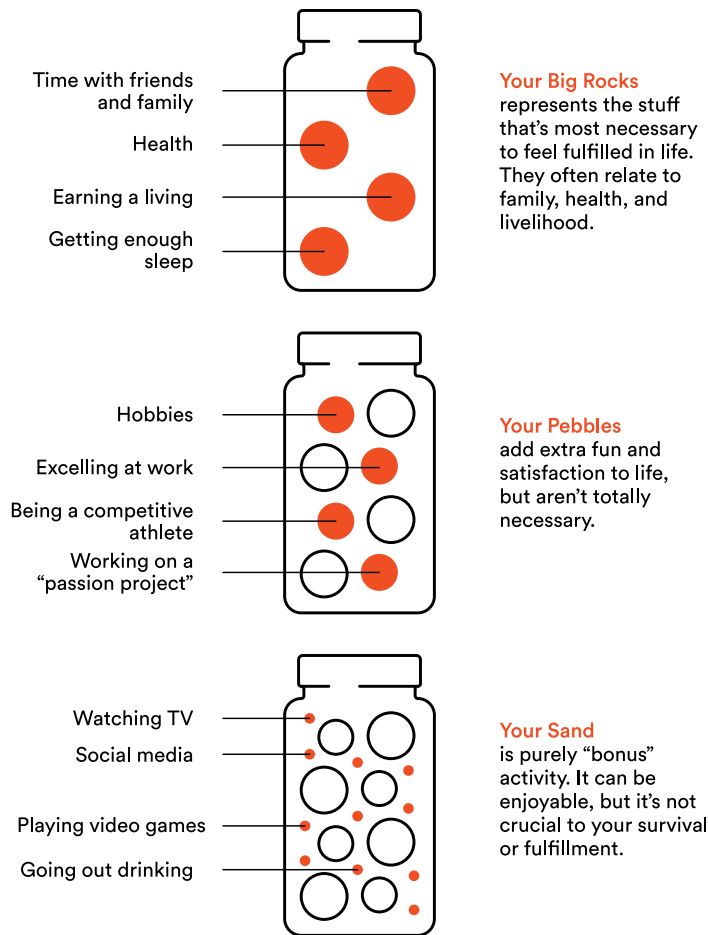 Time with friends
and family
Health
Earning a living
Getting enough
sleep
Your Big Rocks
represents the stuff
that's most necessary
to feel fulfilled in life.
They often relate to
family, health, and
livelihood.
Hobbies
Excelling at work
Being a competitive
athlete
Working on a
“passion project”
Your Pebbles
add extra fun and
satisfaction to life,
but aren't totally
necessary.
Watching TV
Social media
Playing video games
Going out drinking
Your Sand
is purely “bonus”
activity. It can be
enjoyable, but it's not
crucial to your survival
or fulfillment.